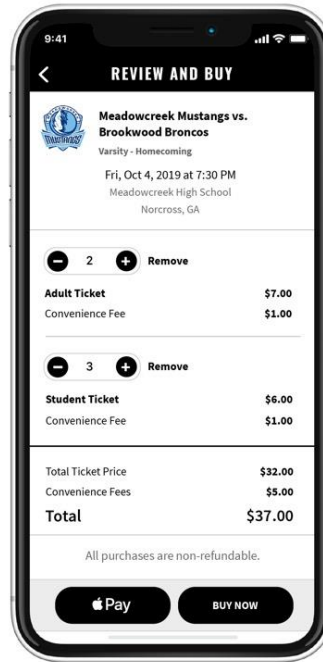 9:41
REVIEW AND BUY
MUSTANGS
Meadowcreek Mustangs vs.
Brookwood Broncos
Varsity - Homecoming
Fri, Oct 4, 2019 at 7:30 PM
Meadowcreek High School
Norcross, GA
2 Remove
Adult Ticket $7.00
Convenience Fee $1.00
3 Remove
Student Ticket $6.00
Convenience Fee $1.00
Total Ticket Price $32.00
Convenience Fees $5.00
Total $37.00
All purchases are non-refundable.
Pay BUY NOW